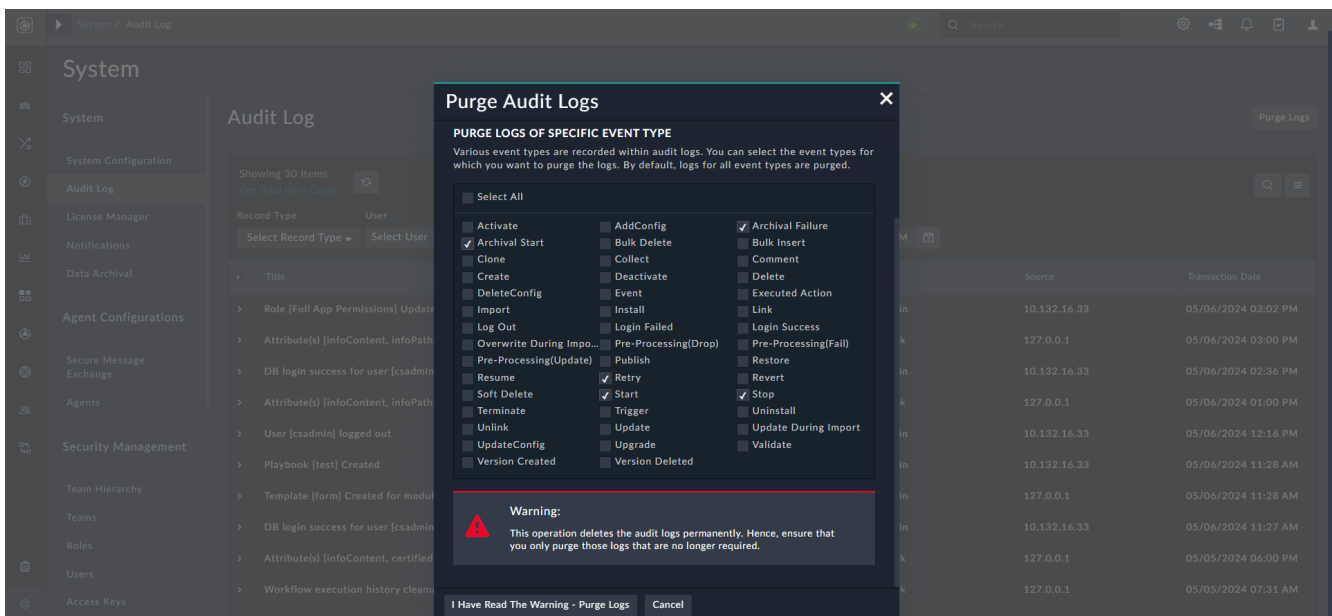 System / Audit Log
Search
System
System
Audit Log
Purge Logs
System Configuration
Audit Log
License Manager
Notifications
Data Archival
Agent Configurations
Secure Message
Exchange
Agents
Security Management
Team Hierarchy
Teams
Roles
Users
Access Keys
Showing 30 Items
Get Total Item Count
Record Type User
Select Record Type Select User
M
Title Source Transaction Date
Role [Full App Permissions] Update in 10.132.16.33 05/06/2024 03:02 PM
Attribute(s) [infoContent, infoPath k 127.0.0.1 05/06/2024 03:00 PM
DB login success for user [csadmin in 10.132.16.33 05/06/2024 02:36 PM
Attribute(s) [infoContent, infoPath k 127.0.0.1 05/06/2024 01:00 PM
User [csadmin] logged out in 10.132.16.33 05/06/2024 12:16 PM
Playbook [test] Created in 10.132.16.33 05/06/2024 11:28 AM
Template [form] Created for modul in 127.0.0.1 05/06/2024 11:28 AM
DB login success for user [csadmin in 10.132.16.33 05/06/2024 11:27 AM
Attribute(s) [infoContent, certified k 127.0.0.1 05/05/2024 06:00 PM
Workflow execution history cleanu k 127.0.0.1 05/05/2024 07:31 AM
Purge Audit Logs
PURGE LOGS OF SPECIFIC EVENT TYPE
Various event types are recorded within audit logs. You can select the event types for
which you want to purge the logs. By default, logs for all event types are purged.
Select All
Activate AddConfig Archival Failure
Archival Start Bulk Delete Bulk Insert
Clone Collect Comment
Create Deactivate Delete
DeleteConfig Event Executed Action
Import Install Link
Log Out Login Failed Login Success
Overwrite During Impo... Pre-Processing(Drop) Pre-Processing(Fail)
Pre-Processing(Update) Publish Restore
Resume Retry Revert
Soft Delete Start Stop
Terminate Trigger Uninstall
Unlink Update Update During Import
UpdateConfig Upgrade Validate
Version Created Version Deleted
Warning:
This operation deletes the audit logs permanently. Hence, ensure that
you only purge those logs that are no longer required.
I Have Read The Warning - Purge Logs Cancel